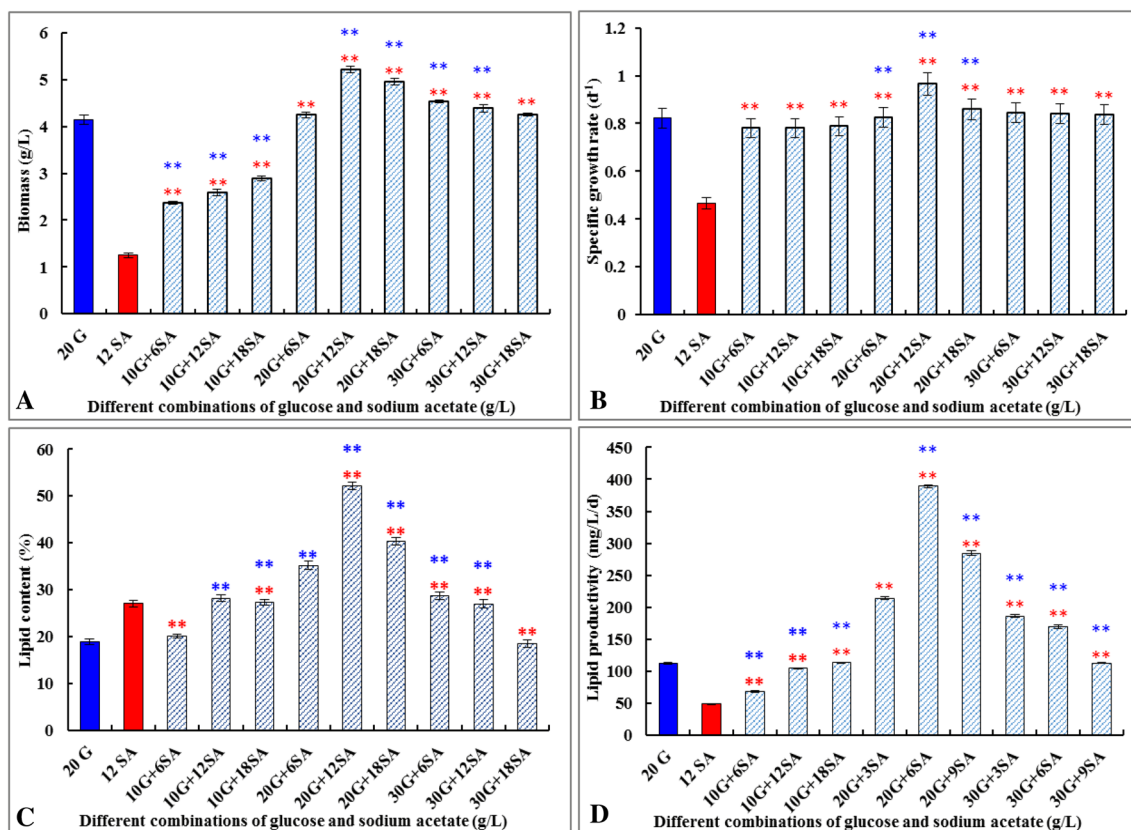 6
5
4
3
2
1
0
Biomass (g/L)
** ** ** ** ** ** **
** ** ** ** ** ** ** ** **
20 G 12 SA 10G+6SA 10G+12SA 10G+18SA 20G+6SA 20G+12SA 20G+18SA 30G+6SA 30G+12SA 30G+18SA
A Different combinations of glucose and sodium acetate (g/L)
1.2
1
0.8
0.6
0.4
0.2
0
Specific growth rate (d⁻¹)
** ** **
** ** ** ** ** ** ** ** **
20 G 12 SA 10G+6SA 10G+12SA 10G+18SA 20G+6SA 20G+12SA 20G+18SA 30G+6SA 30G+12SA 30G+18SA
B Different combination of glucose and sodium acetate (g/L)
60
50
40
30
20
10
0
Lipid content (%)
** ** ** ** ** ** **
** ** ** ** ** ** **
20 G 12 SA 10G+6SA 10G+12SA 10G+18SA 20G+6SA 20G+12SA 20G+18SA 30G+6SA 30G+12SA 30G+18SA
C Different combinations of glucose and sodium acetate (g/L)
450
400
350
300
250
200
150
100
50
0
Lipid productivity (mg/L/d)
** ** ** ** ** ** ** **
** ** ** ** ** ** ** ** **
20 G 12 SA 10G+6SA 10G+12SA 10G+18SA 20G+3SA 20G+6SA 20G+9SA 30G+3SA 30G+6SA 30G+9SA
D Different combinations of glucose and sodium acetate (g/L)